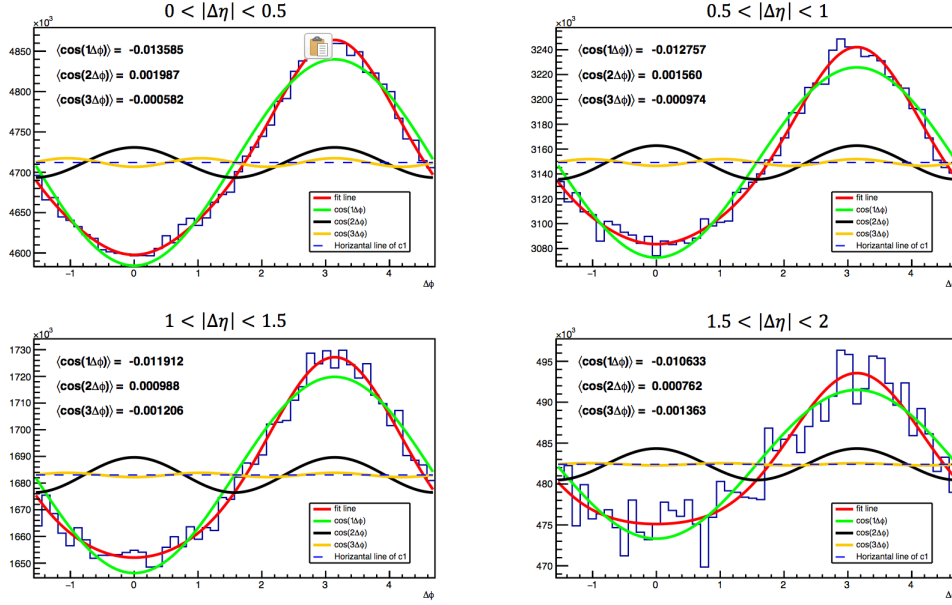 0 < |Δη| < 0.5
×10³
⟨cos(1Δϕ)⟩ = -0.013585
⟨cos(2Δϕ)⟩ = 0.001987
⟨cos(3Δϕ)⟩ = -0.000582
4850
4800
4750
4700
4650
4600
fit line
cos(1Δϕ)
cos(2Δϕ)
cos(3Δϕ)
Horizantal line of c1
−1 0 1 2 3 4
Δϕ
0.5 < |Δη| < 1
×10³
⟨cos(1Δϕ)⟩ = -0.012757
⟨cos(2Δϕ)⟩ = 0.001560
⟨cos(3Δϕ)⟩ = -0.000974
3240
3220
3200
3180
3160
3140
3120
3100
3080
fit line
cos(1Δϕ)
cos(2Δϕ)
cos(3Δϕ)
Horizantal line of c1
−1 0 1 2 3 4
Δϕ
1 < |Δη| < 1.5
×10³
⟨cos(1Δϕ)⟩ = -0.011912
⟨cos(2Δϕ)⟩ = 0.000988
⟨cos(3Δϕ)⟩ = -0.001206
1730
1720
1710
1700
1690
1680
1670
1660
1650
fit line
cos(1Δϕ)
cos(2Δϕ)
cos(3Δϕ)
Horizantal line of c1
−1 0 1 2 3 4
Δϕ
1.5 < |Δη| < 2
×10³
⟨cos(1Δϕ)⟩ = -0.010633
⟨cos(2Δϕ)⟩ = 0.000762
⟨cos(3Δϕ)⟩ = -0.001363
495
490
485
480
475
470
fit line
cos(1Δϕ)
cos(2Δϕ)
cos(3Δϕ)
Horizantal line of c1
−1 0 1 2 3 4
Δϕ